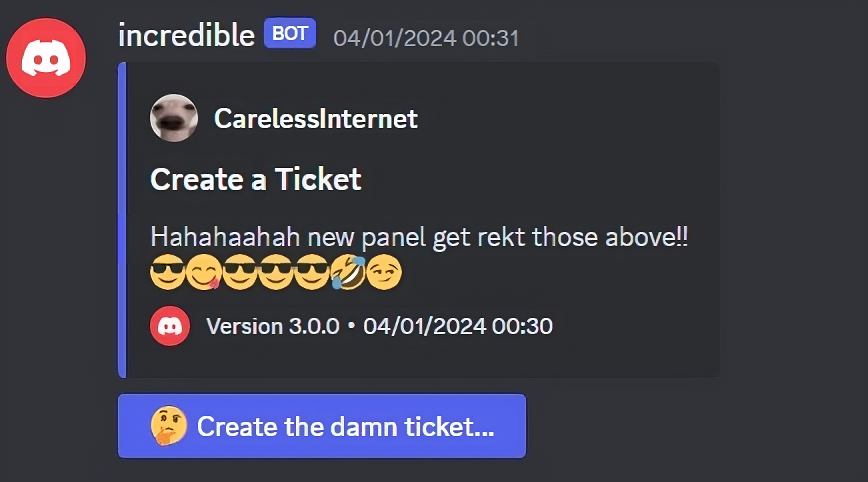 incredible BOT 04/01/2024 00:31
CarelessInternet
Create a Ticket
Hahahaahah new panel get rekt those above!!
😎😋😎😎😎🤣😏
Version 3.0.0 • 04/01/2024 00:30
🤔 Create the damn ticket...